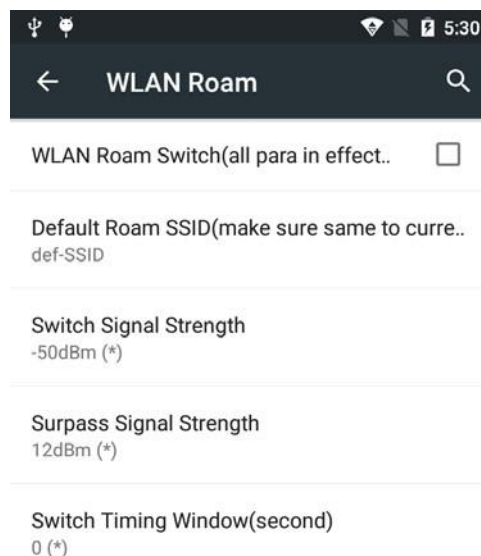 5:30
WLAN Roam
WLAN Roam Switch(all para in effect..
Default Roam SSID(make sure same to curre..
def-SSID
Switch Signal Strength
-50dBm (*)
Surpass Signal Strength
12dBm (*)
Switch Timing Window(second)
0 (*)